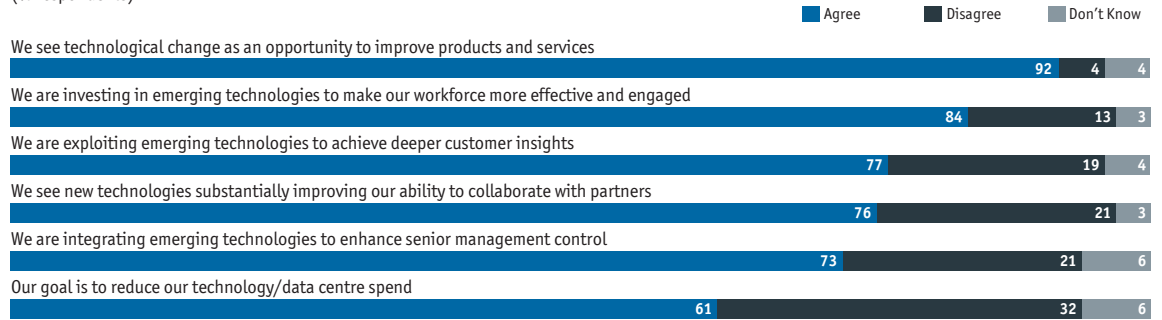 Agree Disagree Don't Know
We see technological change as an opportunity to improve products and services
92 4 4
We are investing in emerging technologies to make our workforce more effective and engaged
84 13 3
We are exploiting emerging technologies to achieve deeper customer insights
77 19 4
We see new technologies substantially improving our ability to collaborate with partners
76 21 3
We are integrating emerging technologies to enhance senior management control
73 21 6
Our goal is to reduce our technology/data centre spend
61 32 6